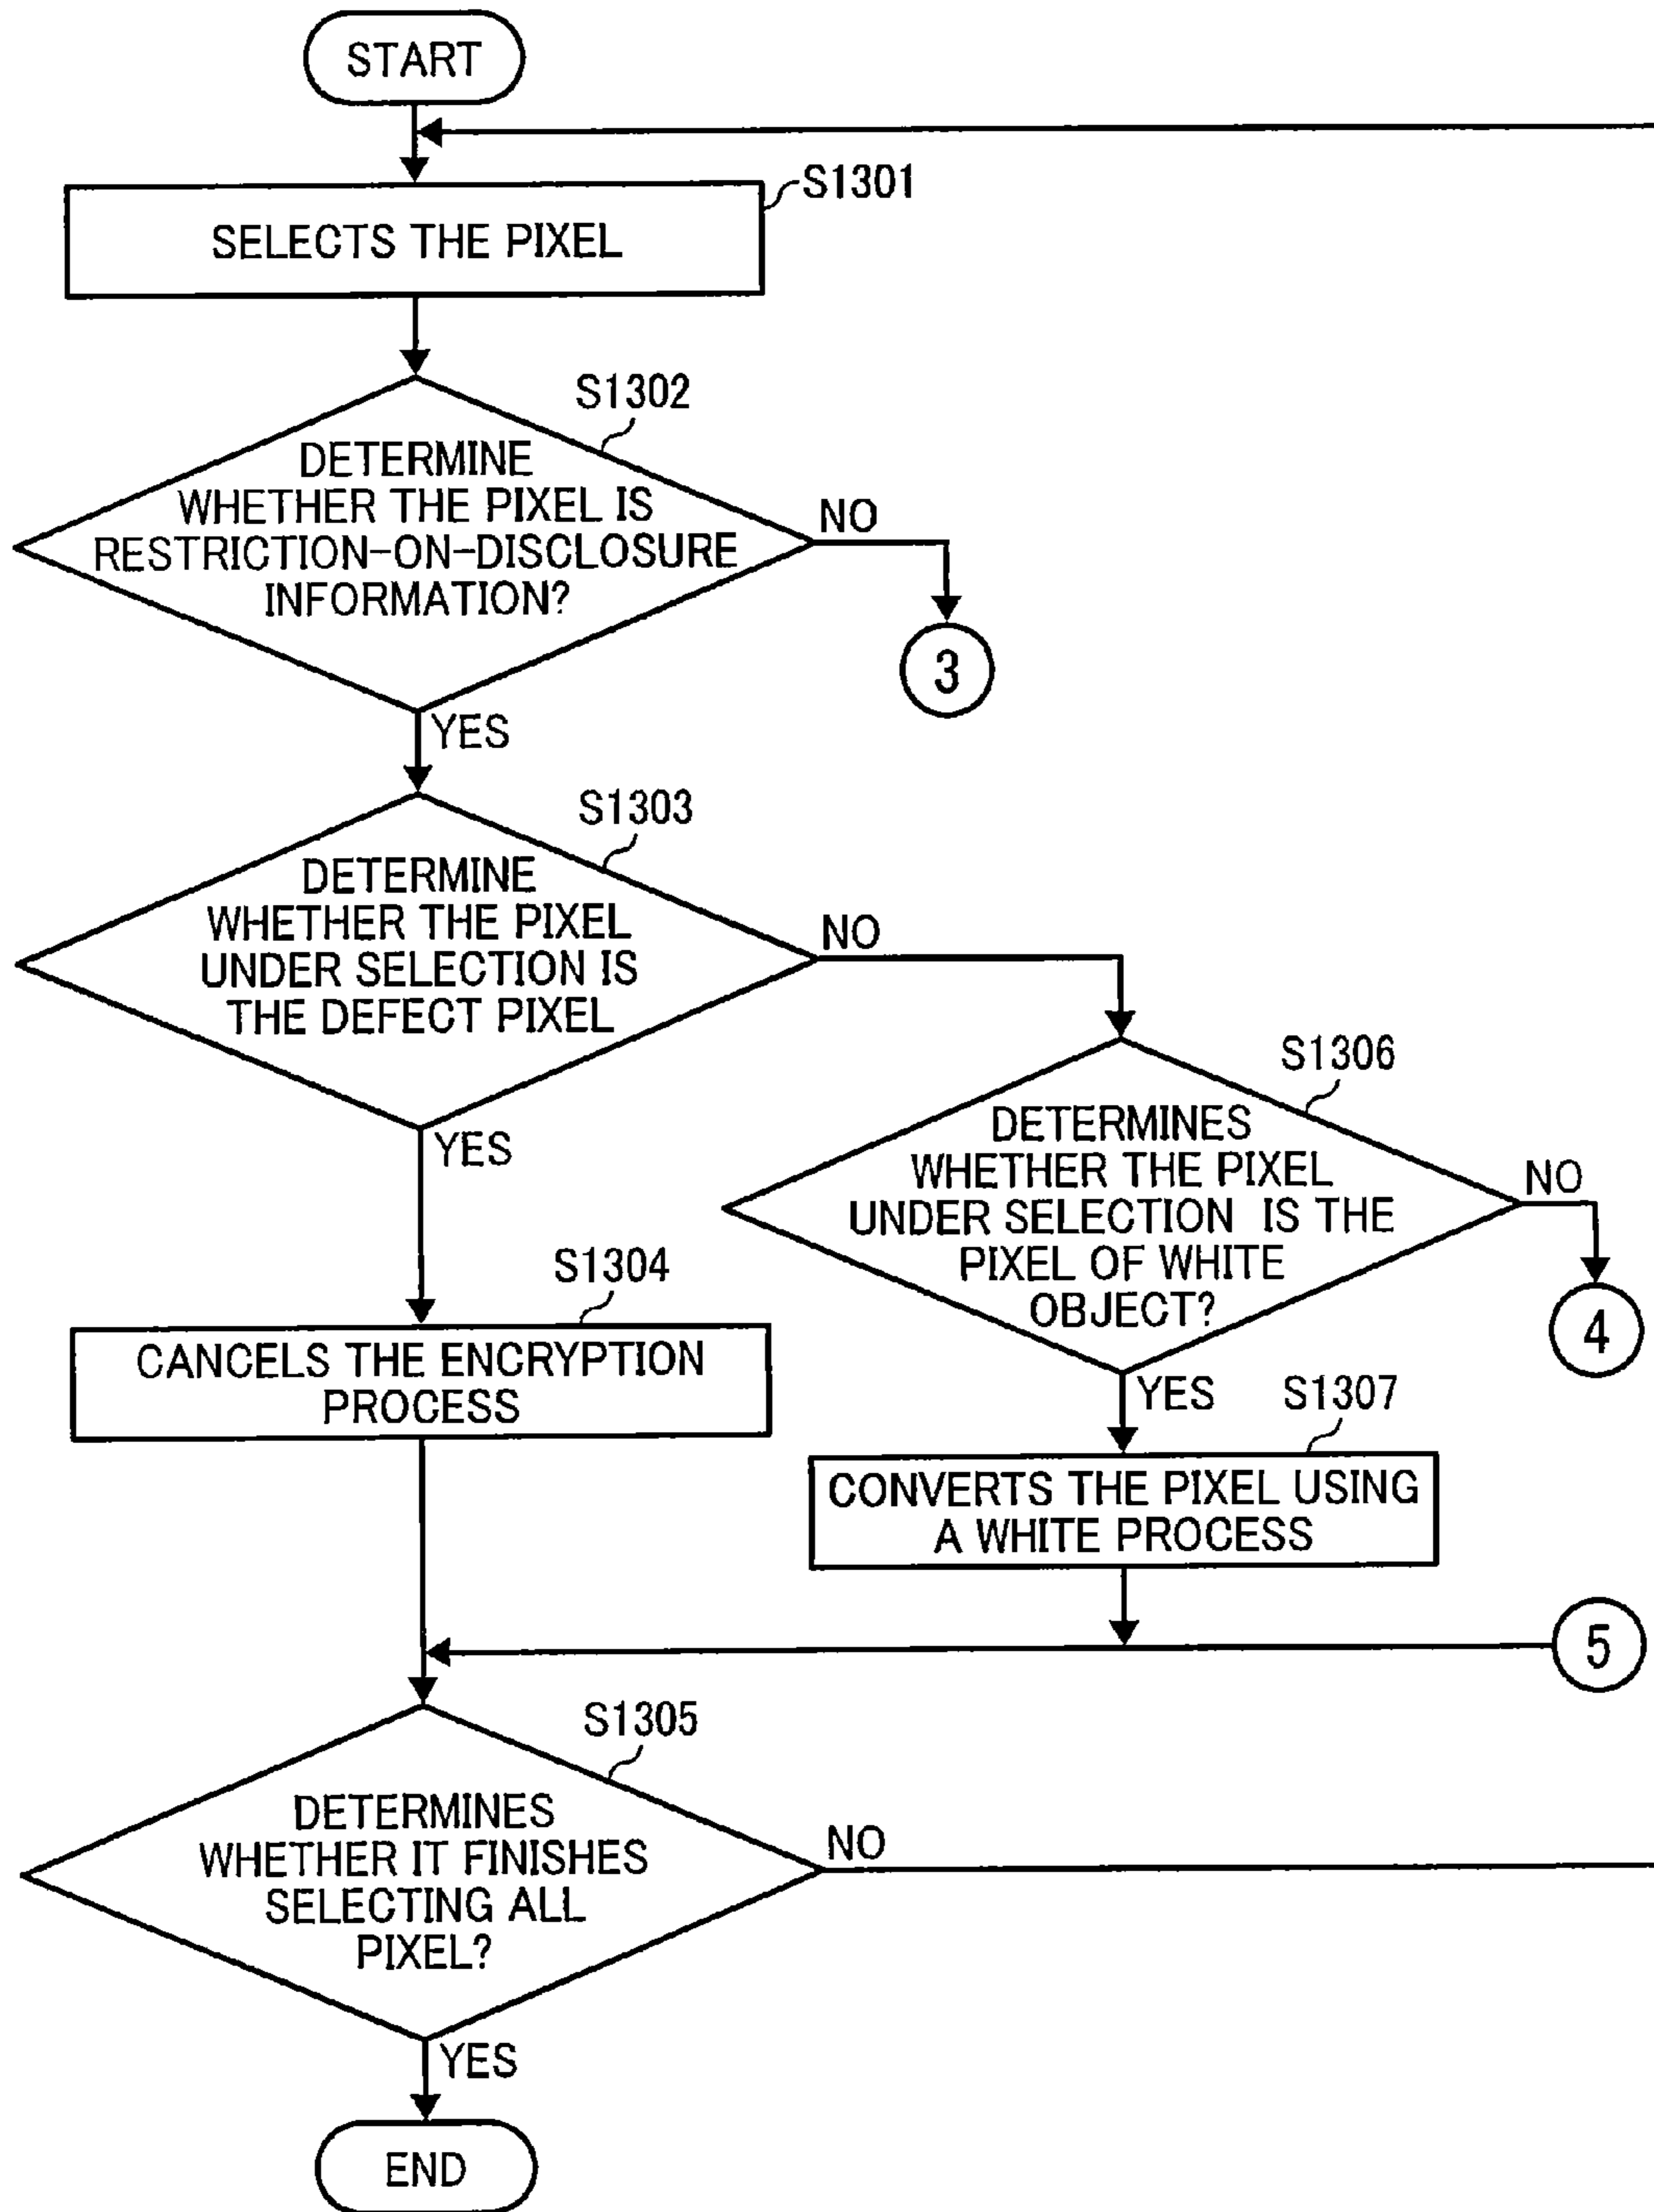 START
S1301
SELECTS THE PIXEL
S1302
DETERMINE
WHETHER THE PIXEL IS
RESTRICTION-ON-DISCLOSURE
INFORMATION?
NO
3
YES
S1303
DETERMINE
WHETHER THE PIXEL
UNDER SELECTION IS
THE DEFECT PIXEL
NO
YES
S1306
DETERMINES
WHETHER THE PIXEL
UNDER SELECTION IS THE
PIXEL OF WHITE
OBJECT?
NO
4
S1304
CANCELS THE ENCRYPTION
PROCESS
YES
S1307
CONVERTS THE PIXEL USING
A WHITE PROCESS
5
S1305
DETERMINES
WHETHER IT FINISHES
SELECTING ALL
PIXEL?
NO
YES
END